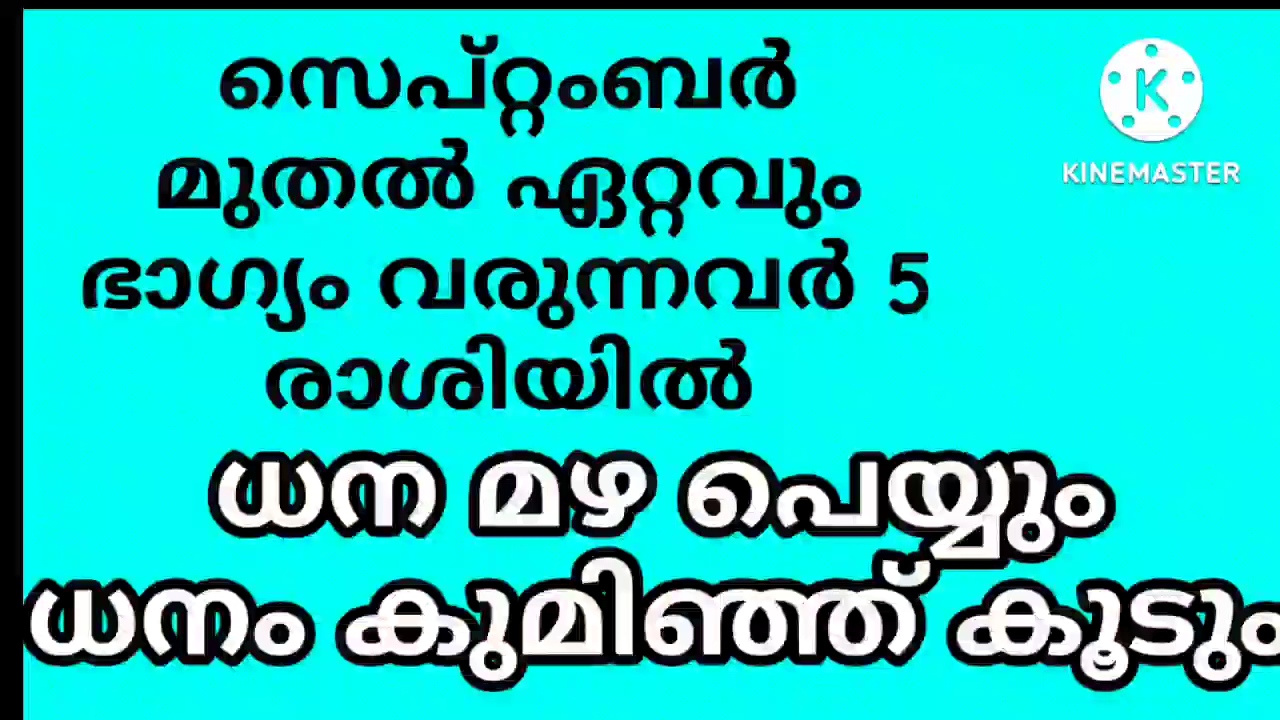 സെപ്റ്റംബർ
മുതൽ ഏറ്റവും
ഭാഗ്യം വരുന്നവർ 5
രാശിയിൽ
ധന മഴ പെയ്യും
ധനം കുമിഞ്ഞ് കൂടും
K
KINEMASTER